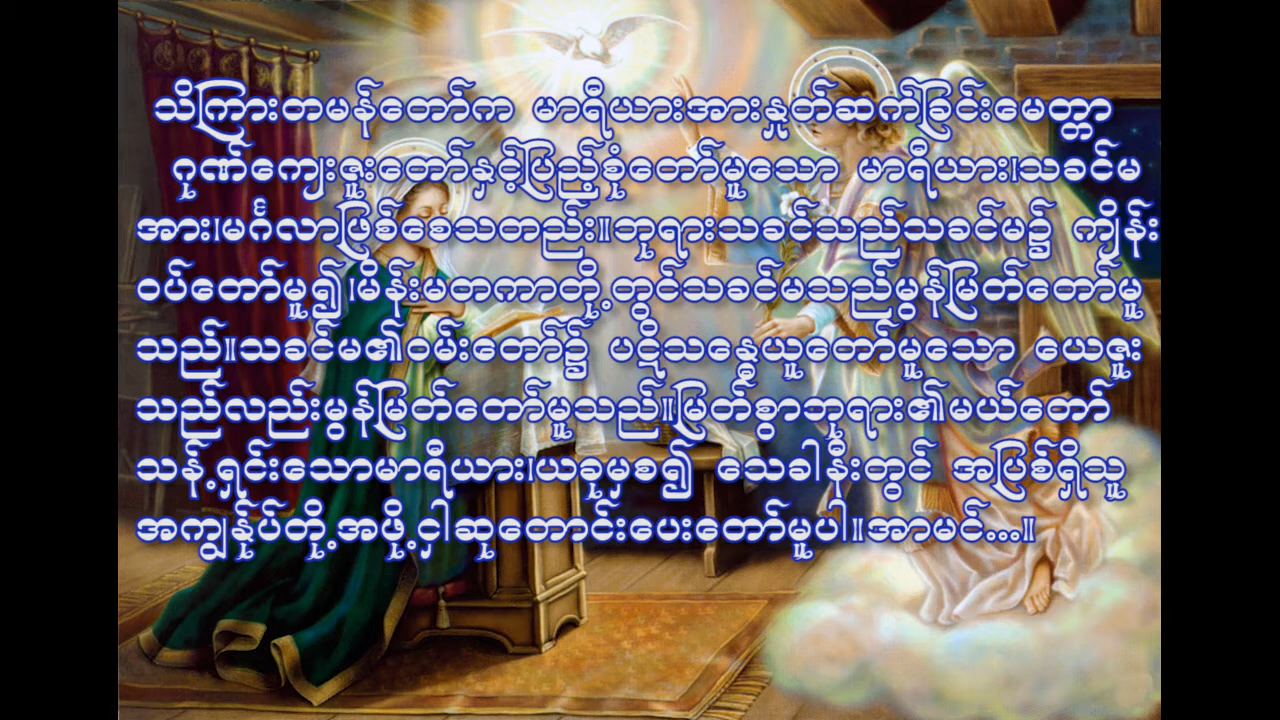 သိကြားတမန်တော်က မာရီယားအားနှုတ်ဆက်ခြင်းမေတ္တာ
ဂုဏ်ကျေးဇူးတော်နှင့်ပြည့်စုံတော်မူသော မာရီယား၊သခင်မ
အား၊မင်္ဂလာဖြစ်စေသတည်း။ဘုရားသခင်သည်သခင်မ၌ ကျိန်း
ဝပ်တော်မူ၍၊မိန်းမတကာတို့တွင်သခင်မသည်မွန်မြတ်တော်မူ
သည်။သခင်မ၏ဝမ်းတော်၌ ပဋိသန္ဓေယူတော်မူသော ယေဇူး
သည်လည်းမွန်မြတ်တော်မူသည်။မြတ်စွာဘုရား၏မယ်တော်
သန့်ရှင်းသောမာရီယား၊ယခုမှစ၍ သေခါနီးတွင် အပြစ်ရှိသူ
အကျွန်ုပ်တို့အဖို့ငှါဆုတောင်းပေးတော်မူပါ။အာမင်...။